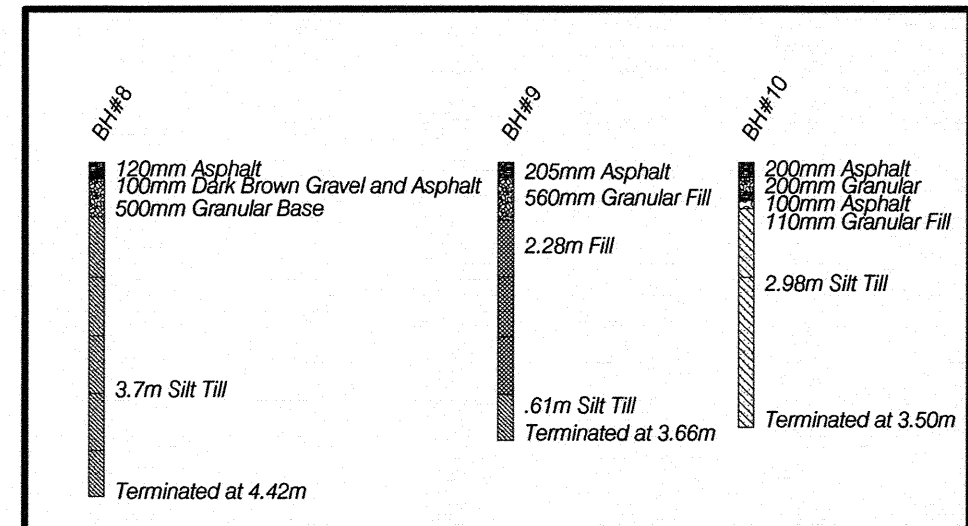 BH#8
120mm Asphalt
100mm Dark Brown Gravel and Asphalt
500mm Granular Base
3.7m Silt Till
Terminated at 4.42m
BH#9
205mm Asphalt
560mm Granular Fill
2.28m Fill
.61m Silt Till
Terminated at 3.66m
BH#10
200mm Asphalt
200mm Granular
100mm Asphalt
110mm Granular Fill
2.98m Silt Till
Terminated at 3.50m